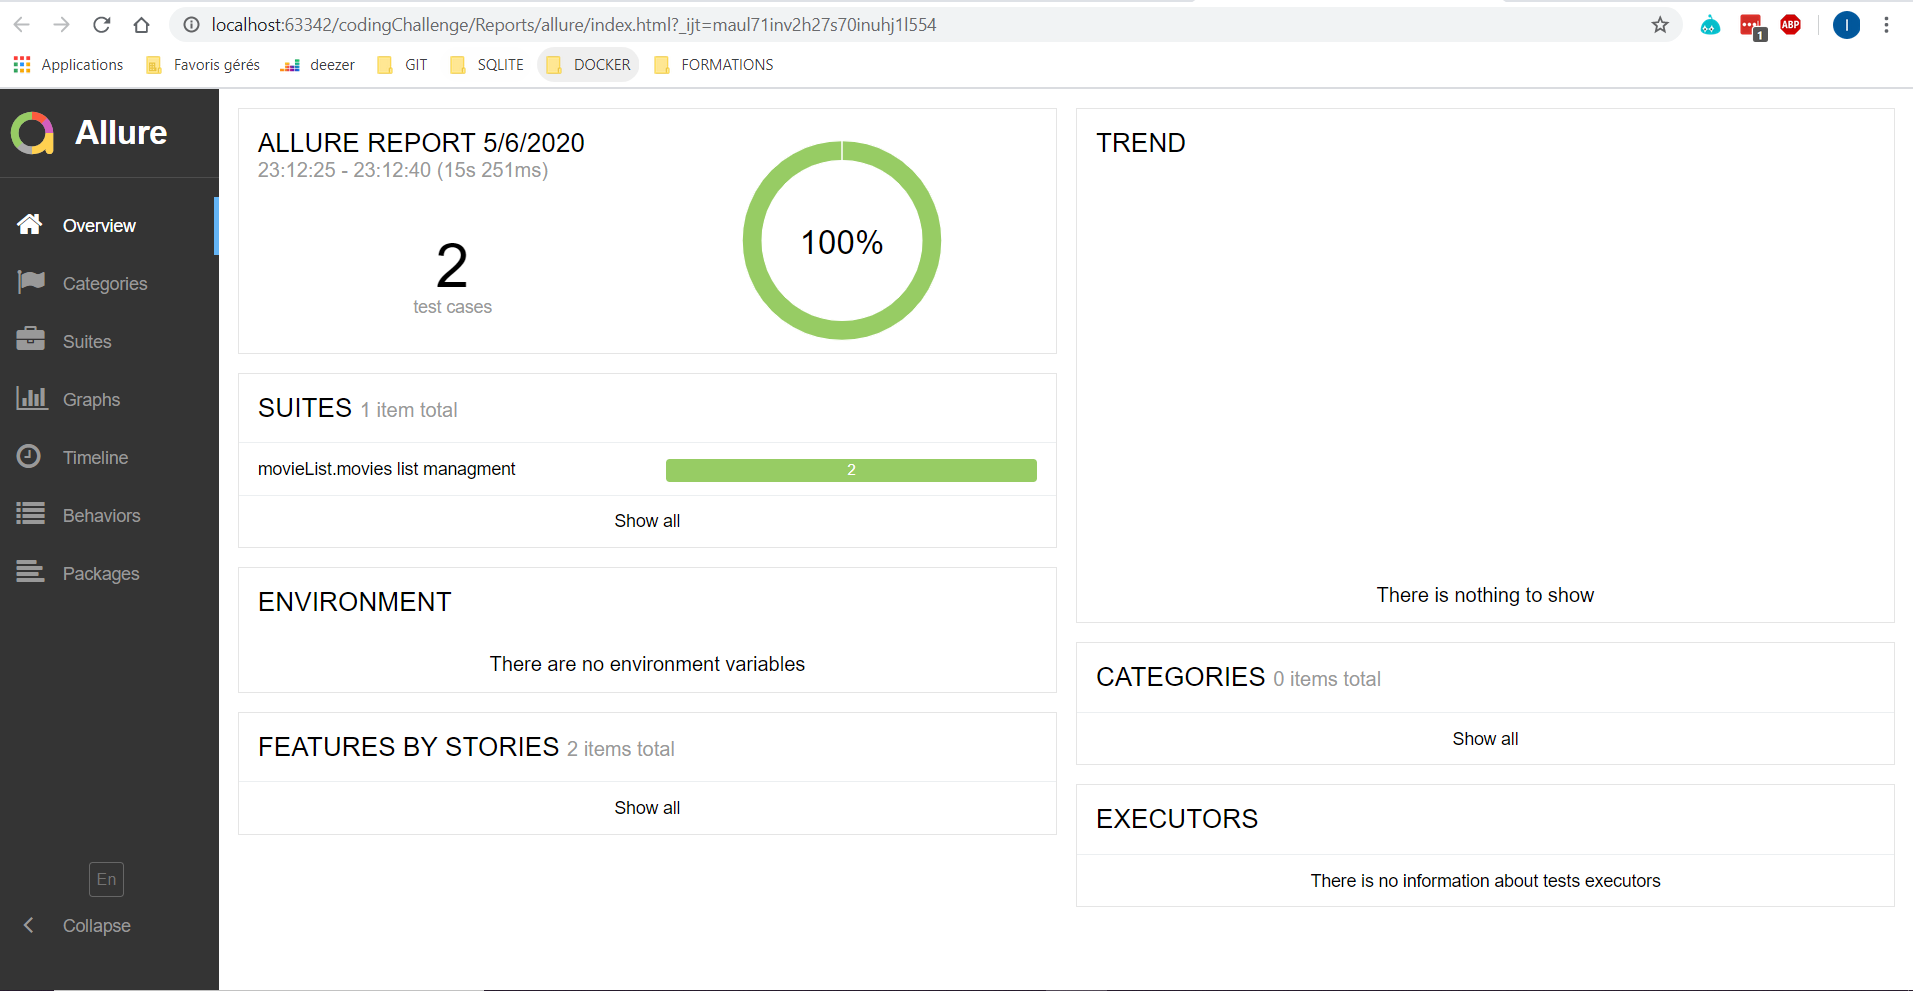 localhost:63342/codingChallenge/Reports/allure/index.html?_ijt=maul71inv2h27s70inuhj1l554
1
ABP
I
Applications
Favoris gérés
deezer
GIT
SQLITE
DOCKER
FORMATIONS
Allure
Overview
Categories
Suites
Graphs
Timeline
Behaviors
Packages
En
Collapse
ALLURE REPORT 5/6/2020
23:12:25 - 23:12:40 (15s 251ms)
2
test cases
100%
SUITES 1 item total
movieList.movies list managment
2
Show all
ENVIRONMENT
There are no environment variables
FEATURES BY STORIES 2 items total
Show all
TREND
There is nothing to show
CATEGORIES 0 items total
Show all
EXECUTORS
There is no information about tests executors